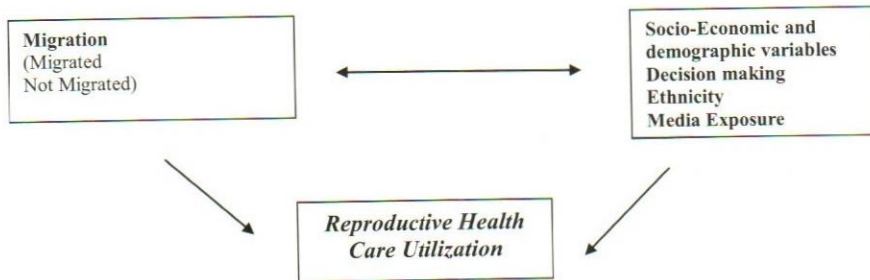 Migration
(Migrated
Not Migrated)
Socio-Economic and
demographic variables
Decision making
Ethnicity
Media Exposure
Reproductive Health
Care Utilization